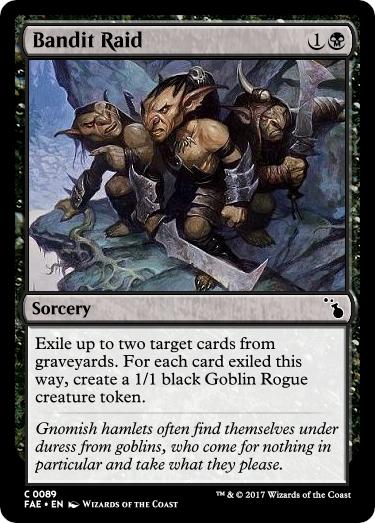 Bandit Raid 1
Sorcery
Exile up to two target cards from
graveyards. For each card exiled this
way, create a 1/1 black Goblin Rogue
creature token.
Gnomish hamlets often find themselves under
duress from goblins, who come for nothing in
particular and take what they please.
C 0089
FAE • EN Wizards of the Coast
™ & © 2017 Wizards of the Coast